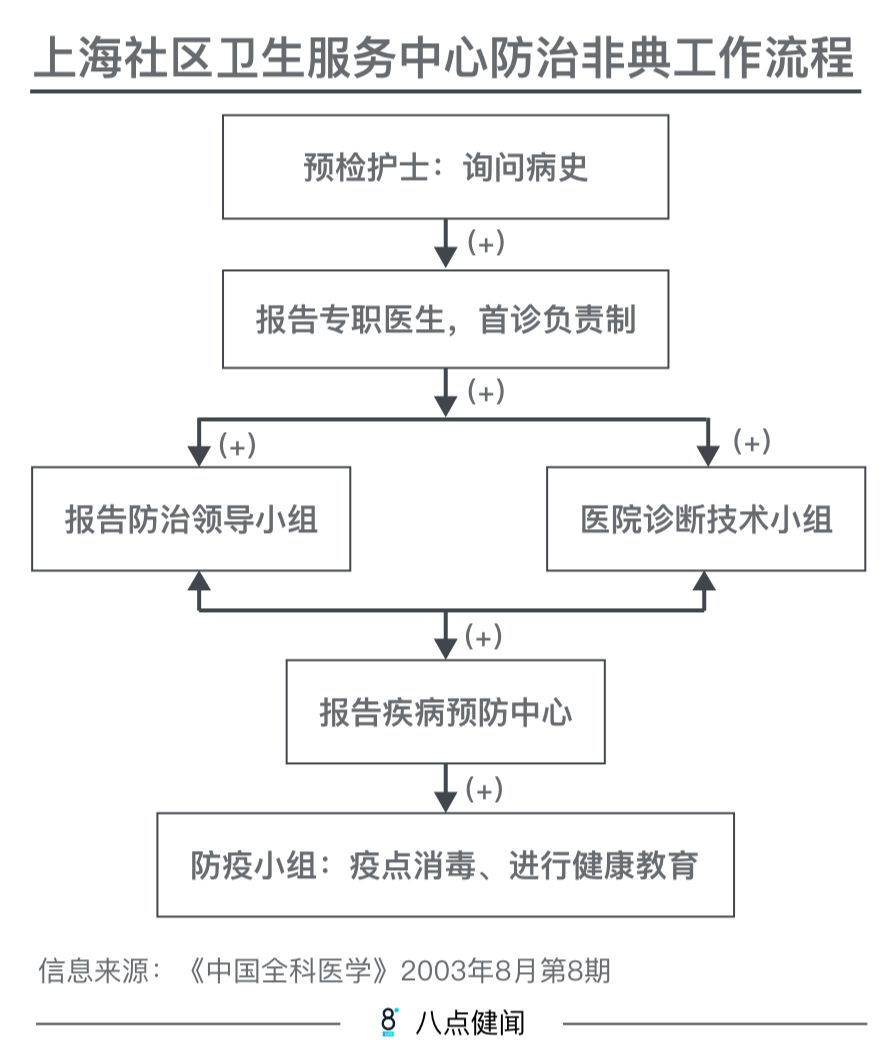 上海社区卫生服务中心防治非典工作流程
预检护士：询问病史
(+)
报告专职医生，首诊负责制
(+)
(+)
(+)
报告防治领导小组
医院诊断技术小组
(+)
报告疾病预防中心
(+)
防疫小组：疫点消毒、进行健康教育
信息来源：《中国全科医学》2003年8月第8期
8 八点健闻